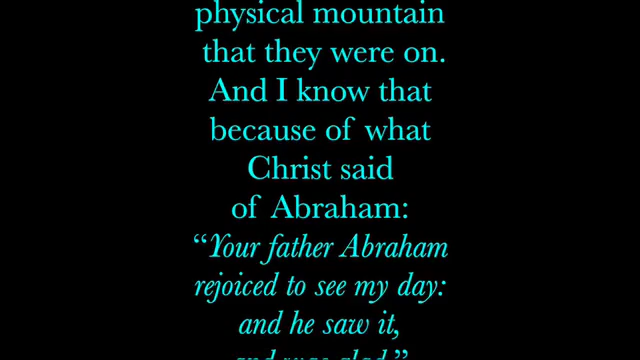 physical mountain
that they were on.
And I know that
because of what
Christ said
of Abraham:
“Your father Abraham
rejoiced to see my day:
and he saw it,
and was glad.”